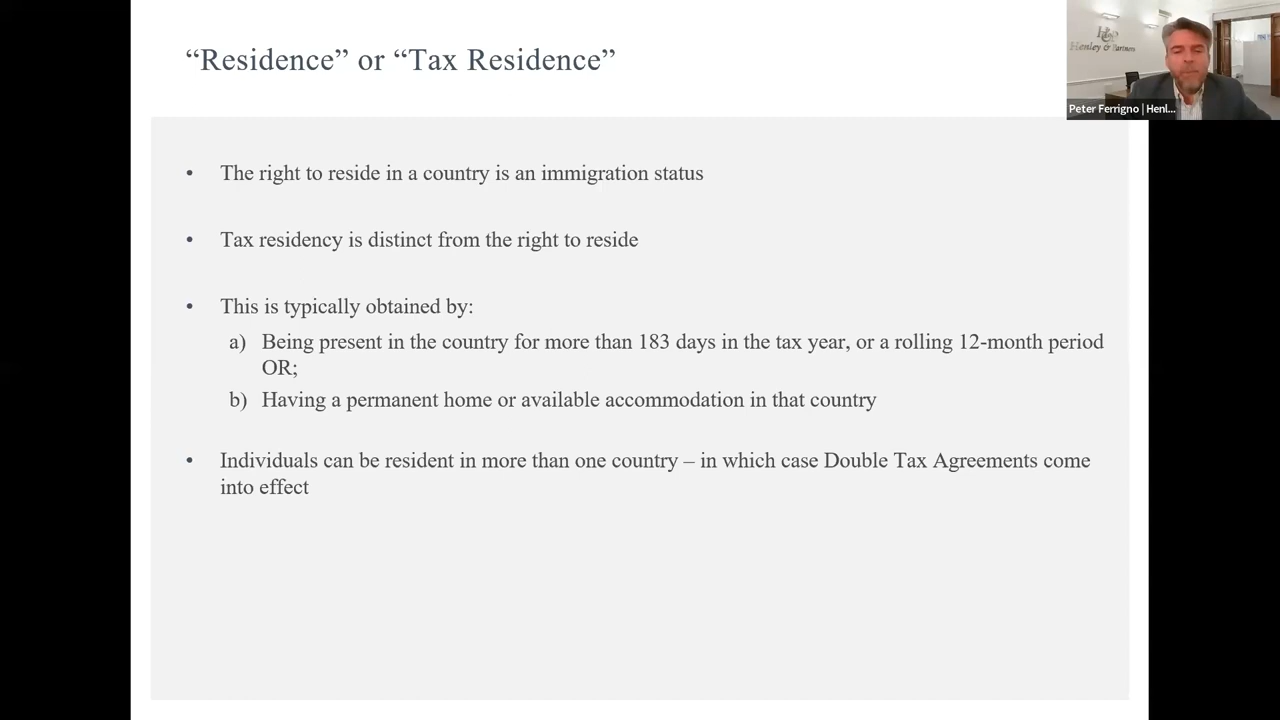 “Residence” or “Tax Residence”
Henley & Partners
Peter Ferrigno | Henl...
• The right to reside in a country is an immigration status
• Tax residency is distinct from the right to reside
• This is typically obtained by:
a) Being present in the country for more than 183 days in the tax year, or a rolling 12-month period
OR;
b) Having a permanent home or available accommodation in that country
• Individuals can be resident in more than one country – in which case Double Tax Agreements come
into effect